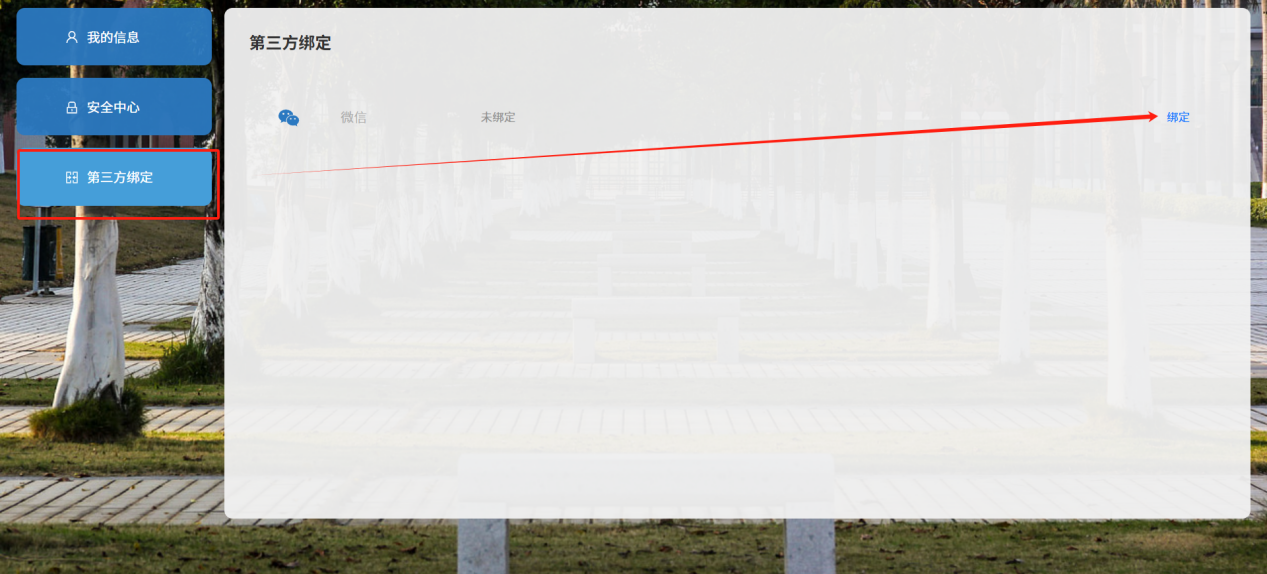 我的信息
安全中心
第三方绑定
第三方绑定
微信
未绑定
绑定